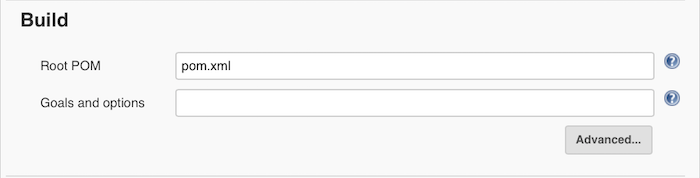 Build
Root POM
pom.xml
Goals and options
Advanced...